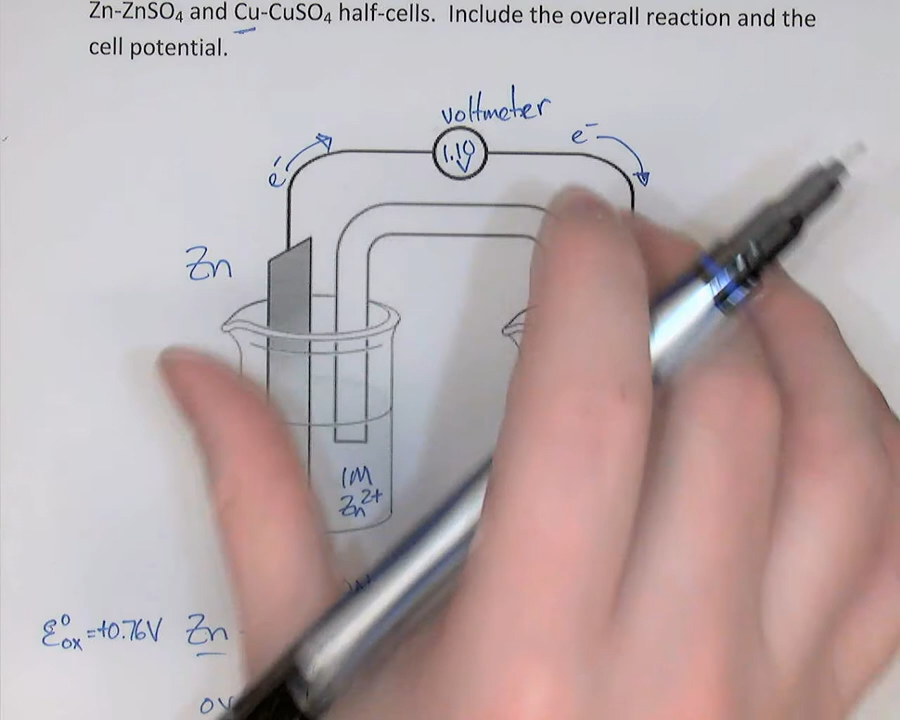 Zn-ZnSO₄ and Cu-CuSO₄ half-cells. Include the overall reaction and the
cell potential.
voltmeter
e⁻
1.10
V
e⁻
Zn
1M
Zn²⁺
ℰ°ox = +0.76V Zn